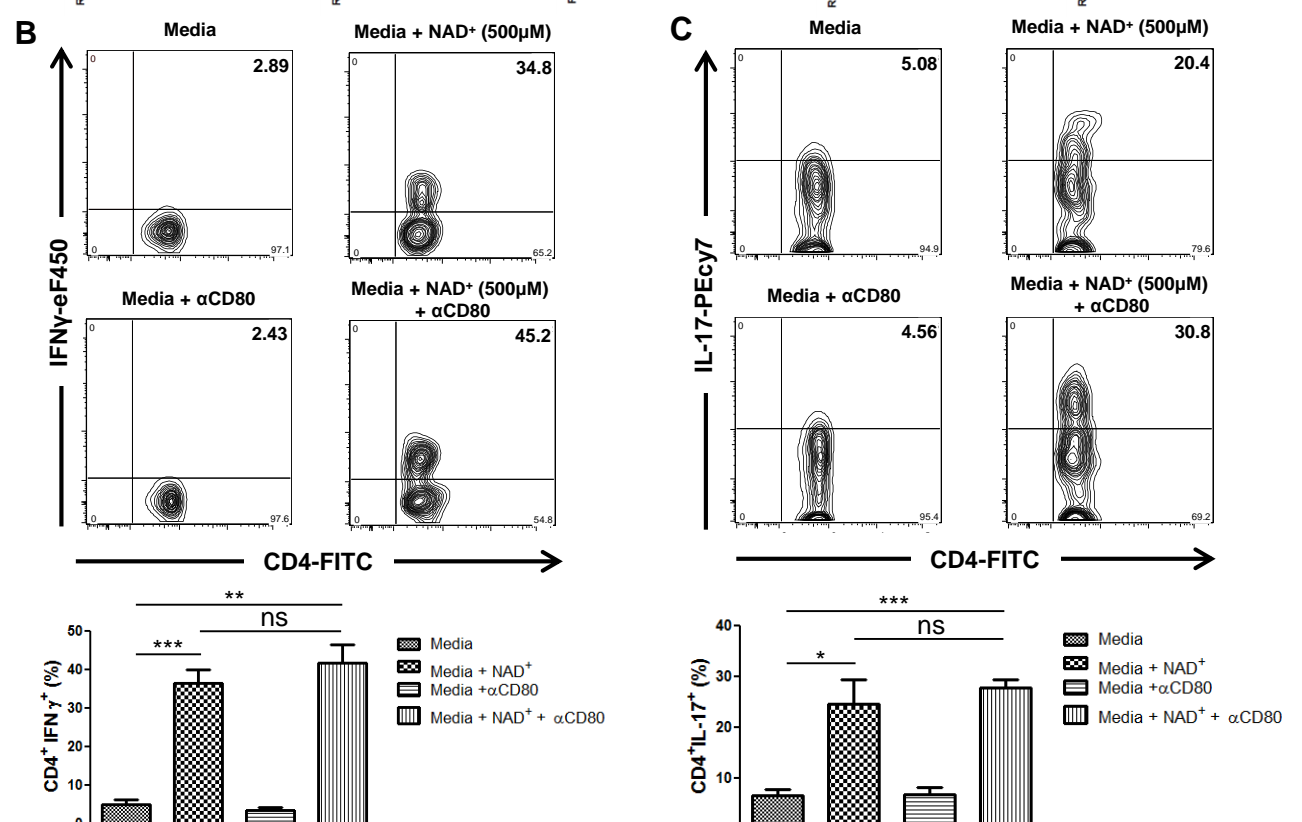 B
Media
Media + NAD⁺ (500µM)
0
2.89
0
97.1
0
34.8
0
65.2
Media + αCD80
Media + NAD⁺ (500µM)
+ αCD80
0
2.43
0
97.6
0
45.2
0
54.8
IFNγ-eF450
CD4-FITC
**
ns
***
50
40
30
20
10
CD4⁺ IFNγ⁺ (%)
Media
Media + NAD⁺
Media +αCD80
Media + NAD⁺ + αCD80
C
Media
Media + NAD⁺ (500µM)
0
5.08
0
94.9
0
20.4
0
79.6
Media + αCD80
Media + NAD⁺ (500µM)
+ αCD80
0
4.56
0
95.4
0
30.8
0
69.2
IL-17-PEcy7
CD4-FITC
***
ns
*
40
30
20
10
CD4⁺IL-17⁺ (%)
Media
Media + NAD⁺
Media +αCD80
Media + NAD⁺ + αCD80